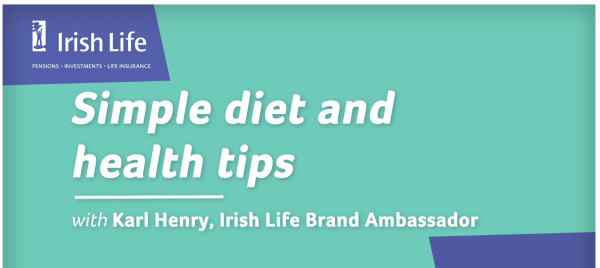 Irish Life
PENSIONS • INVESTMENTS • LIFE INSURANCE
Simple diet and
health tips
with Karl Henry, Irish Life Brand Ambassador